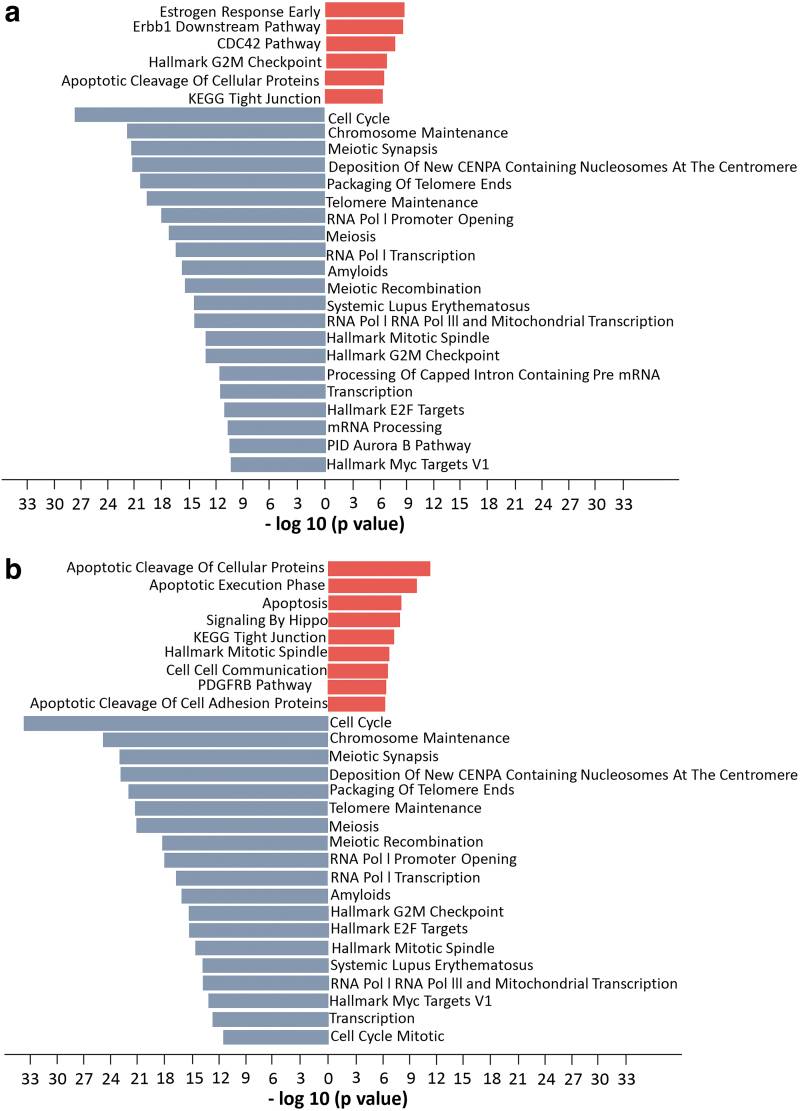 a
Estrogen Response Early
Erbb1 Downstream Pathway
CDC42 Pathway
Hallmark G2M Checkpoint
Apoptotic Cleavage Of Cellular Proteins
KEGG Tight Junction
Cell Cycle
Chromosome Maintenance
Meiotic Synapsis
Deposition Of New CENPA Containing Nucleosomes At The Centromere
Packaging Of Telomere Ends
Telomere Maintenance
RNA Pol l Promoter Opening
Meiosis
RNA Pol l Transcription
Amyloids
Meiotic Recombination
Systemic Lupus Erythematosus
RNA Pol l RNA Pol lll and Mitochondrial Transcription
Hallmark Mitotic Spindle
Hallmark G2M Checkpoint
Processing Of Capped Intron Containing Pre mRNA
Transcription
Hallmark E2F Targets
mRNA Processing
PID Aurora B Pathway
Hallmark Myc Targets V1
33 30 27 24 21 18 15 12 9 6 3 0 3 6 9 12 15 18 21 24 27 30 33
- log 10 (p value)
b
Apoptotic Cleavage Of Cellular Proteins
Apoptotic Execution Phase
Apoptosis
Signaling By Hippo
KEGG Tight Junction
Hallmark Mitotic Spindle
Cell Cell Communication
PDGFRB Pathway
Apoptotic Cleavage Of Cell Adhesion Proteins
Cell Cycle
Chromosome Maintenance
Meiotic Synapsis
Deposition Of New CENPA Containing Nucleosomes At The Centromere
Packaging Of Telomere Ends
Telomere Maintenance
Meiosis
Meiotic Recombination
RNA Pol l Promoter Opening
RNA Pol l Transcription
Amyloids
Hallmark G2M Checkpoint
Hallmark E2F Targets
Hallmark Mitotic Spindle
Systemic Lupus Erythematosus
RNA Pol l RNA Pol lll and Mitochondrial Transcription
Hallmark Myc Targets V1
Transcription
Cell Cycle Mitotic
33 30 27 24 21 18 15 12 9 6 3 0 3 6 9 12 15 18 21 24 27 30 33
- log 10 (p value)